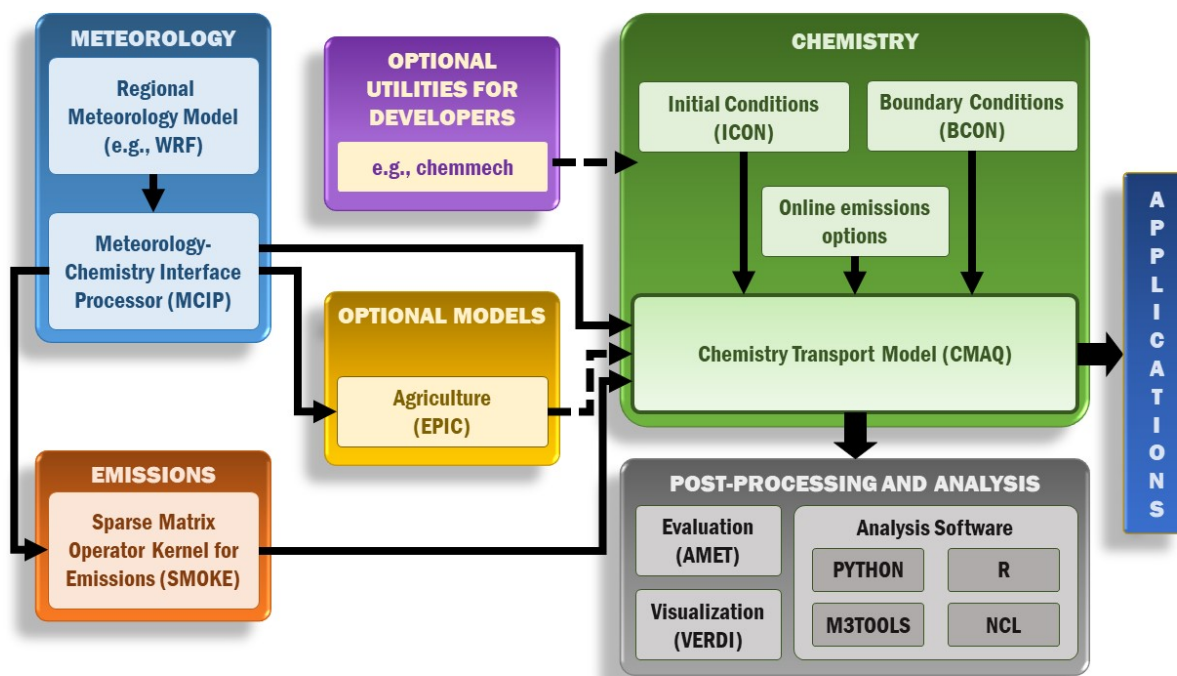 METEOROLOGY
Regional
Meteorology Model
(e.g., WRF)
Meteorology-
Chemistry Interface
Processor (MCIP)
OPTIONAL
UTILITIES FOR
DEVELOPERS
e.g., chemmech
CHEMISTRY
Initial Conditions
(ICON)
Boundary Conditions
(BCON)
Online emissions
options
Chemistry Transport Model (CMAQ)
OPTIONAL MODELS
Agriculture
(EPIC)
EMISSIONS
Sparse Matrix
Operator Kernel for
Emissions (SMOKE)
POST-PROCESSING AND ANALYSIS
Evaluation
(AMET)
Visualization
(VERDI)
Analysis Software
PYTHON
R
M3TOOLS
NCL
APPLICATIONS